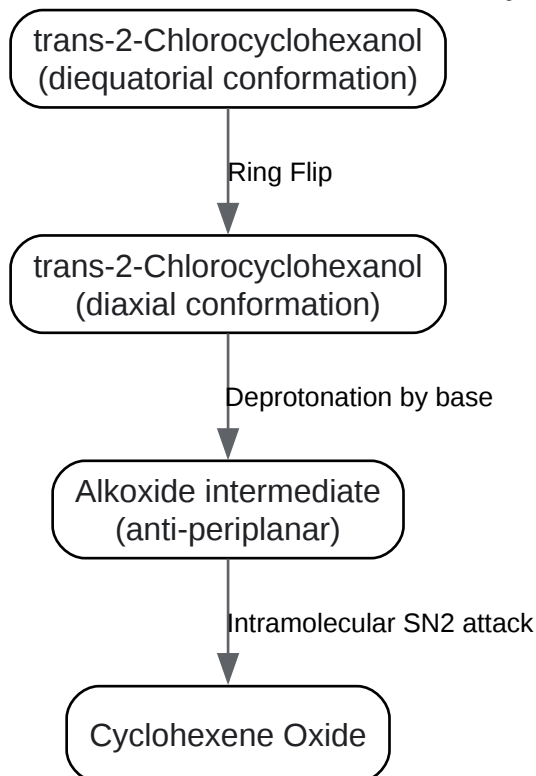 trans-2-Chlorocyclohexanol
(diequatorial conformation)
Ring Flip
trans-2-Chlorocyclohexanol
(diaxial conformation)
Deprotonation by base
Alkoxide intermediate
(anti-periplanar)
Intramolecular SN2 attack
Cyclohexene Oxide